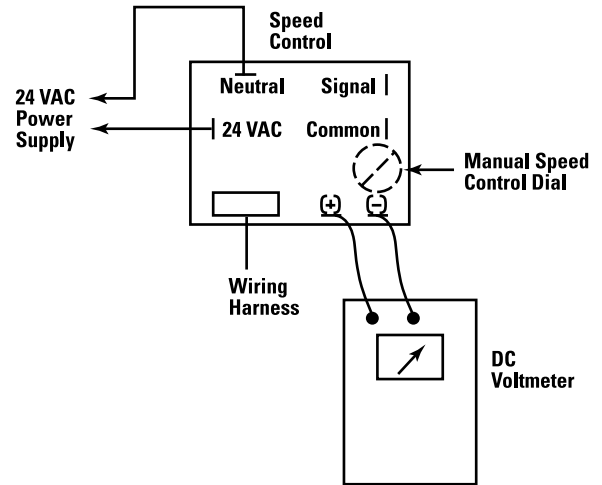 Speed
Control
Neutral
Signal
24 VAC
Power
Supply
24 VAC
Common
Manual Speed
Control Dial
(+)
(−)
Wiring
Harness
DC
Voltmeter